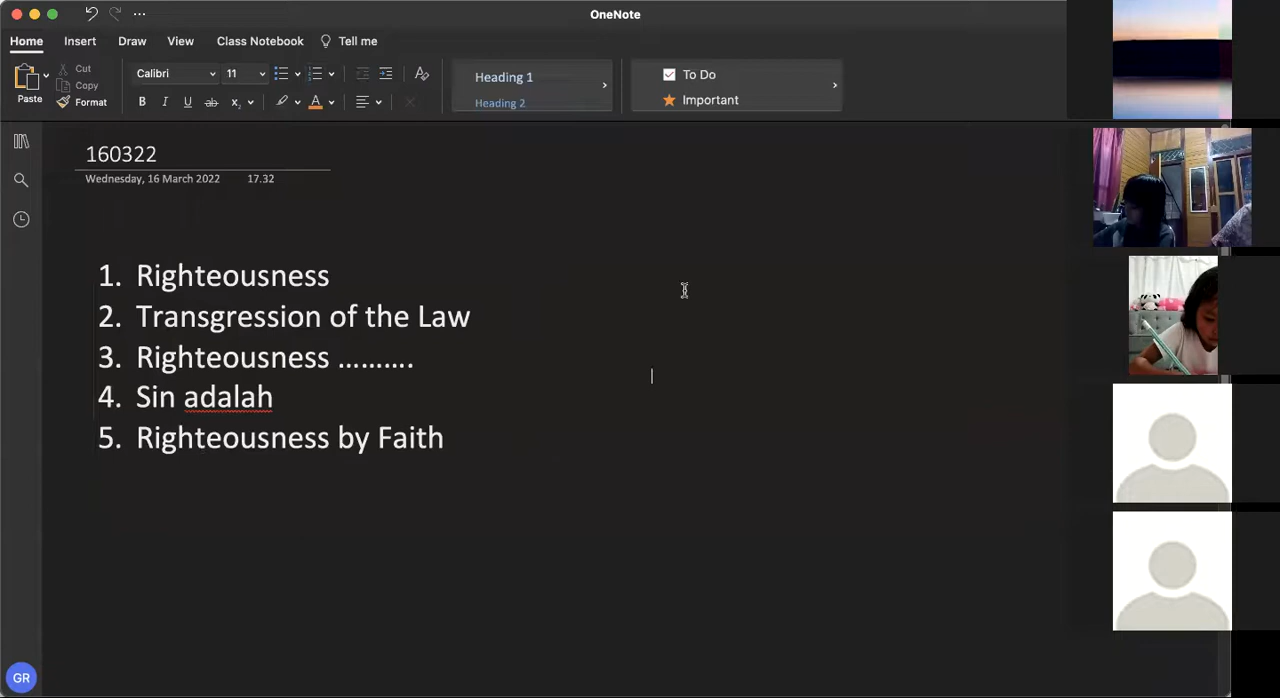 OneNote
Home Insert Draw View Class Notebook Tell me
Paste Cut Calibri 11 Heading 1 To Do
Copy
Format B I U ab x Heading 2 A Important
160322
Wednesday, 16 March 2022 17.32
1. Righteousness
2. Transgression of the Law
3. Righteousness ..........
4. Sin adalah
5. Righteousness by Faith
GR